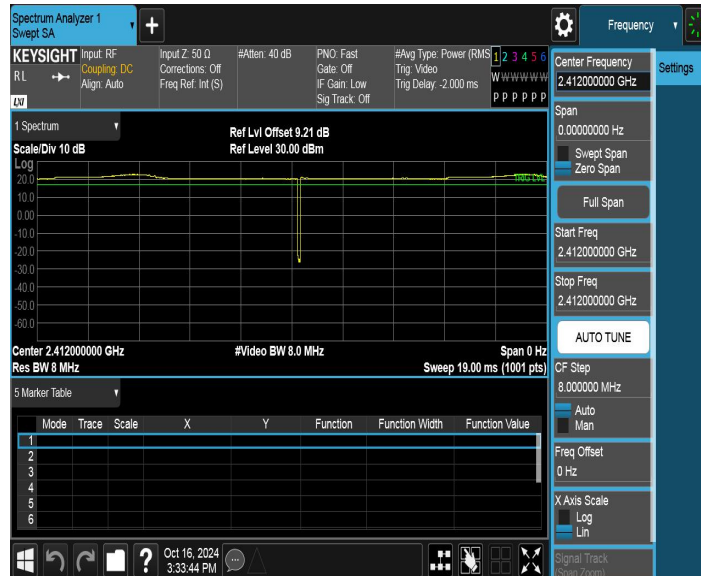 Spectrum Analyzer 1
Swept SA
Frequency
KEYSIGHT
RL
LXI
Input: RF
Coupling: DC
Align: Auto
Input Z: 50 Ω
Corrections: Off
Freq Ref: Int (S)
#Atten: 40 dB
PNO: Fast
Gate: Off
IF Gain: Low
Sig Track: Off
#Avg Type: Power (RMS
Trig: Video
Trig Delay: -2.000 ms
1 2 3 4 5 6
W W W W W W
P P P P P P
1 Spectrum
Scale/Div 10 dB
Ref Lvl Offset 9.21 dB
Ref Level 30.00 dBm
Log
20.0
10.0
0.00
-10.0
-20.0
-30.0
-40.0
-50.0
-60.0
TRIG LVL
Center 2.412000000 GHz
Res BW 8 MHz
#Video BW 8.0 MHz
Span 0 Hz
Sweep 19.00 ms (1001 pts)
5 Marker Table
Mode Trace Scale X Y Function Function Width Function Value
1
2
3
4
5
6
Oct 16, 2024
3:33:44 PM
Center Frequency
2.412000000 GHz
Settings
Span
0.00000000 Hz
Swept Span
Zero Span
Full Span
Start Freq
2.412000000 GHz
Stop Freq
2.412000000 GHz
AUTO TUNE
CF Step
8.000000 MHz
Auto
Man
Freq Offset
0 Hz
X Axis Scale
Log
Lin
Signal Track
(Span Zoom)